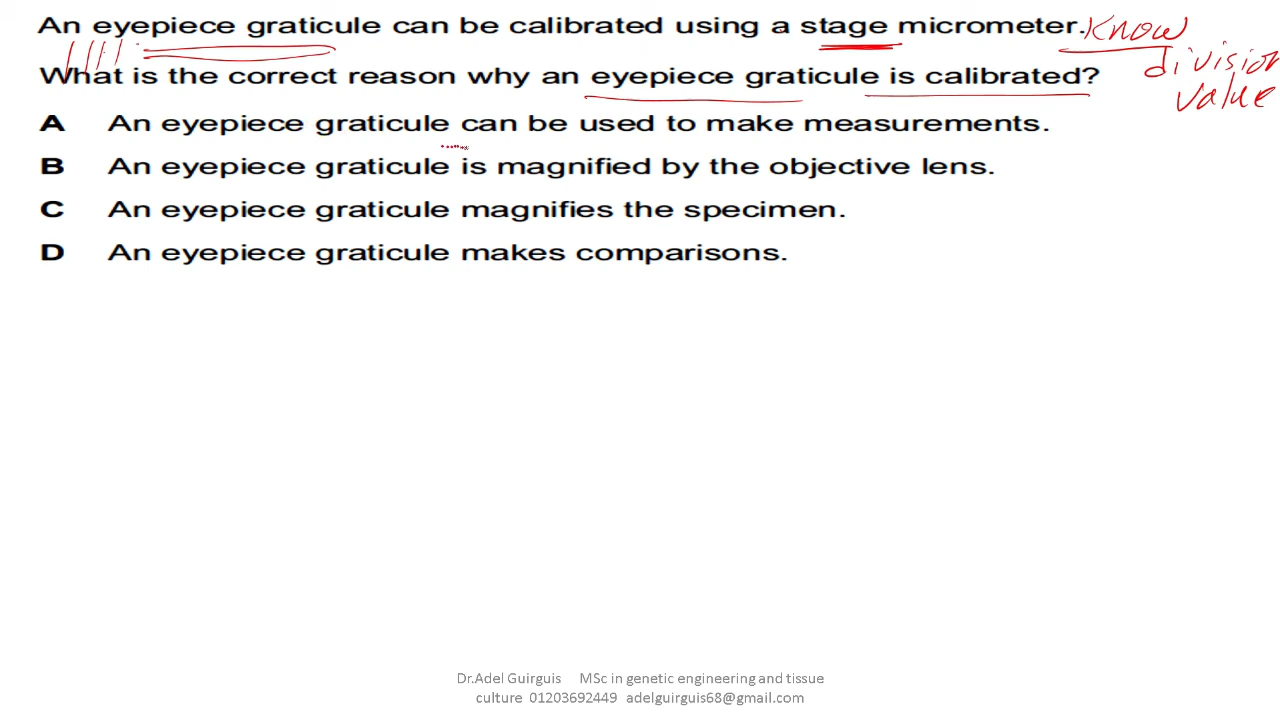 An eyepiece graticule can be calibrated using a stage micrometer. Know
division
value
What is the correct reason why an eyepiece graticule is calibrated?
A An eyepiece graticule can be used to make measurements.
B An eyepiece graticule is magnified by the objective lens.
C An eyepiece graticule magnifies the specimen.
D An eyepiece graticule makes comparisons.
Dr.Adel Guirguis MSc in genetic engineering and tissue
culture 01203692449 adelguirguis68@gmail.com